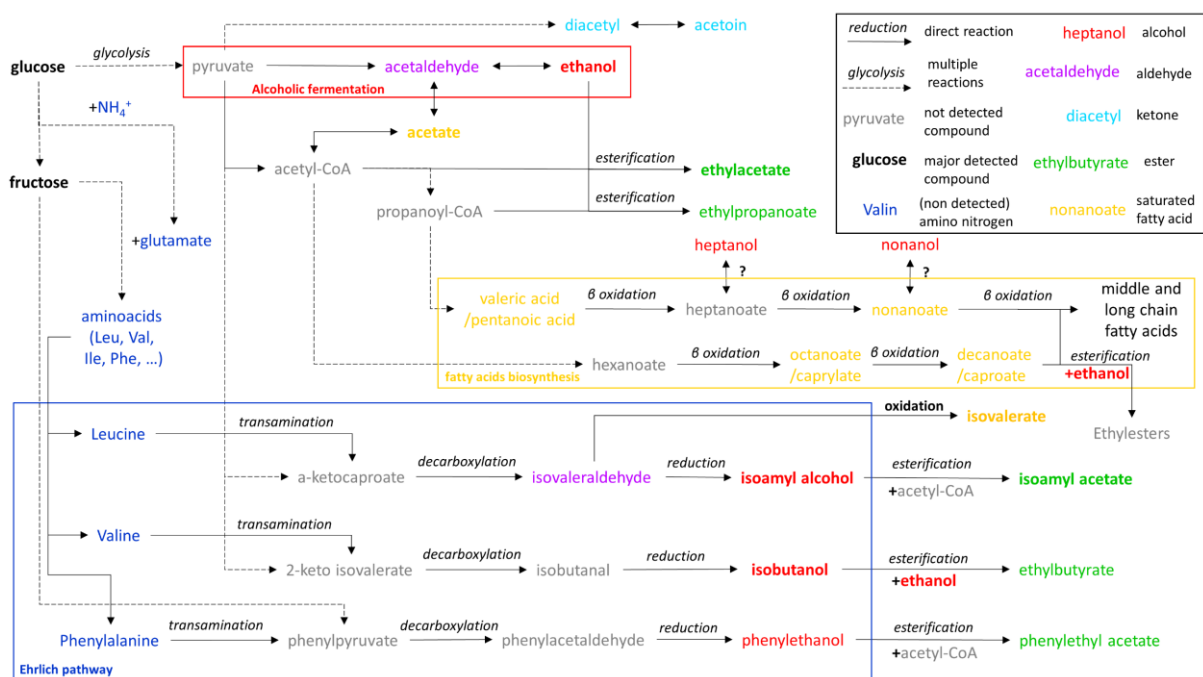 diacetyl
acetoin
glucose
glycolysis
pyruvate
acetaldehyde
ethanol
Alcoholic fermentation
+NH₄⁺
acetate
acetyl-CoA
esterification
ethylacetate
fructose
propanoyl-CoA
esterification
ethylpropanoate
+glutamate
heptanol
nonanol
?
?
aminoacids
(Leu, Val,
Ile, Phe, ...)
valeric acid
/pentanoic acid
β oxidation
heptanoate
β oxidation
nonanoate
β oxidation
middle and
long chain
fatty acids
hexanoate
β oxidation
octanoate
/caprylate
β oxidation
decanoate
/caproate
esterification
+ethanol
fatty acids biosynthesis
Ethylesters
Leucine
transamination
a-ketocaproate
decarboxylation
isovaleraldehyde
reduction
isoamyl alcohol
oxidation
isovalerate
esterification
+acetyl-CoA
isoamyl acetate
Valine
transamination
2-keto isovalerate
decarboxylation
isobutanal
reduction
isobutanol
esterification
+ethanol
ethylbutyrate
Phenylalanine
transamination
phenylpyruvate
decarboxylation
phenylacetaldehyde
reduction
phenylethanol
esterification
+acetyl-CoA
phenylethyl acetate
Ehrlich pathway
reduction
direct reaction
heptanol
alcohol
glycolysis
multiple
reactions
acetaldehyde
aldehyde
pyruvate
not detected
compound
diacetyl
ketone
glucose
major detected
compound
ethylbutyrate
ester
Valin
(non detected)
amino nitrogen
nonanoate
saturated
fatty acid